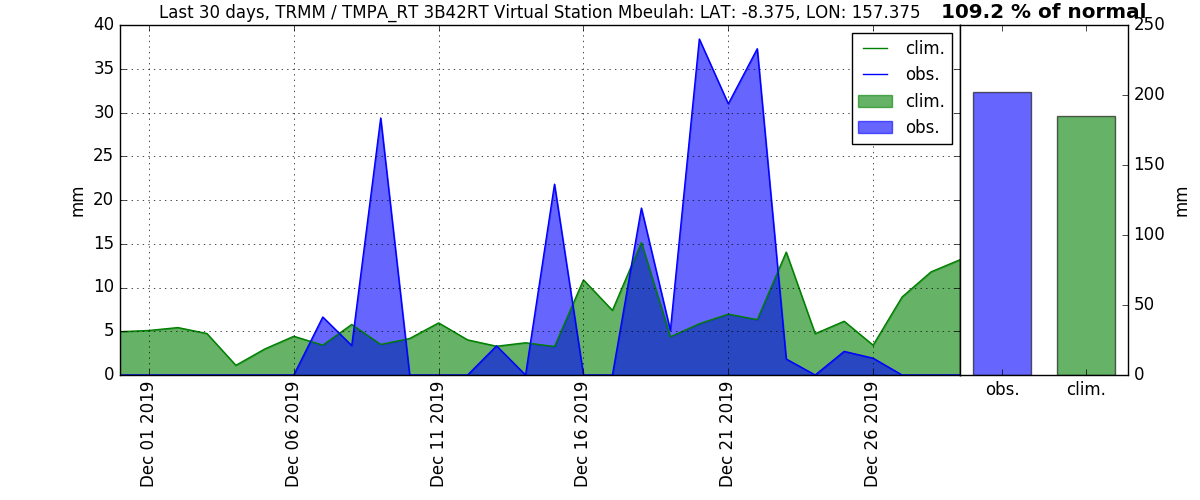 Last 30 days, TRMM / TMPA_RT 3B42RT Virtual Station Mbeulah: LAT: -8.375, LON: 157.375
109.2 % of normal
40
35
30
25
20
15
10
5
0
mm
clim.
obs.
clim.
obs.
Dec 01 2019
Dec 06 2019
Dec 11 2019
Dec 16 2019
Dec 21 2019
Dec 26 2019
250
200
150
100
50
0
mm
obs.
clim.